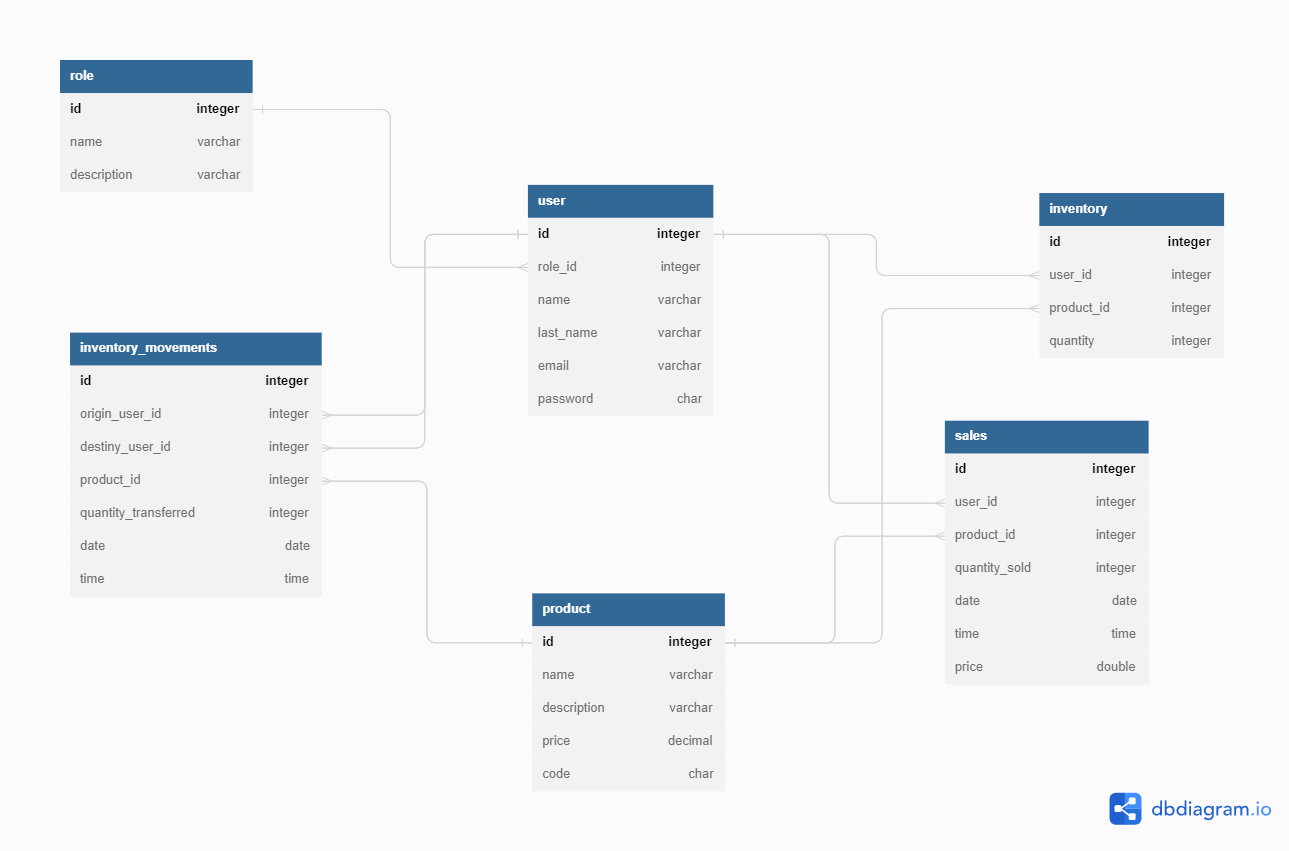 role
id integer
name varchar
description varchar
user
id integer
role_id integer
name varchar
last_name varchar
email varchar
password char
inventory
id integer
user_id integer
product_id integer
quantity integer
inventory_movements
id integer
origin_user_id integer
destiny_user_id integer
product_id integer
quantity_transferred integer
date date
time time
sales
id integer
user_id integer
product_id integer
quantity_sold integer
date date
time time
price double
product
id integer
name varchar
description varchar
price decimal
code char
dbdiagram.io